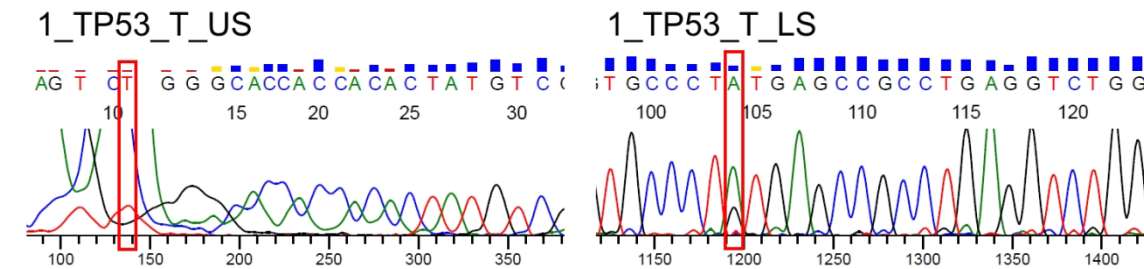 1_TP53_T_US
AG T CT G G G C A C C A C C A C A C T A T G T C
10 15 20 25 30
100 150 200 250 300 350
1_TP53_T_LS
T G C C C T A T G A G C C G C C T G A G G T C T G G
100 105 110 115 120
1150 1200 1250 1300 1350 1400